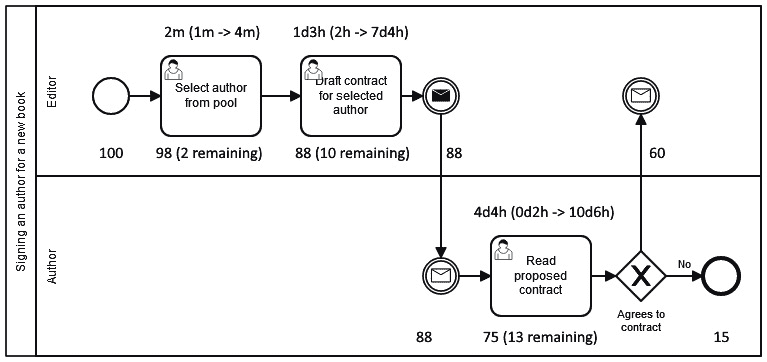 Signing an author for a new book
Editor
2m (1m -> 4m)
1d3h (2h -> 7d4h)
Select author
from pool
Draft contract
for selected
author
100
98 (2 remaining)
88 (10 remaining)
88
60
Author
4d4h (0d2h -> 10d6h)
Read
proposed
contract
No
Agrees to
contract
88
75 (13 remaining)
15